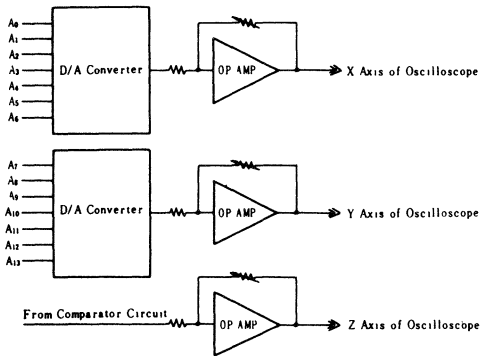 A0
A1
A2
A3
A4
A5
A6
D/A Converter
OP AMP
X Axis of Oscilloscope
A7
A8
A9
A10
A11
A12
A13
D/A Converter
OP AMP
Y Axis of Oscilloscope
From Comparator Circuit
OP AMP
Z Axis of Oscilloscope